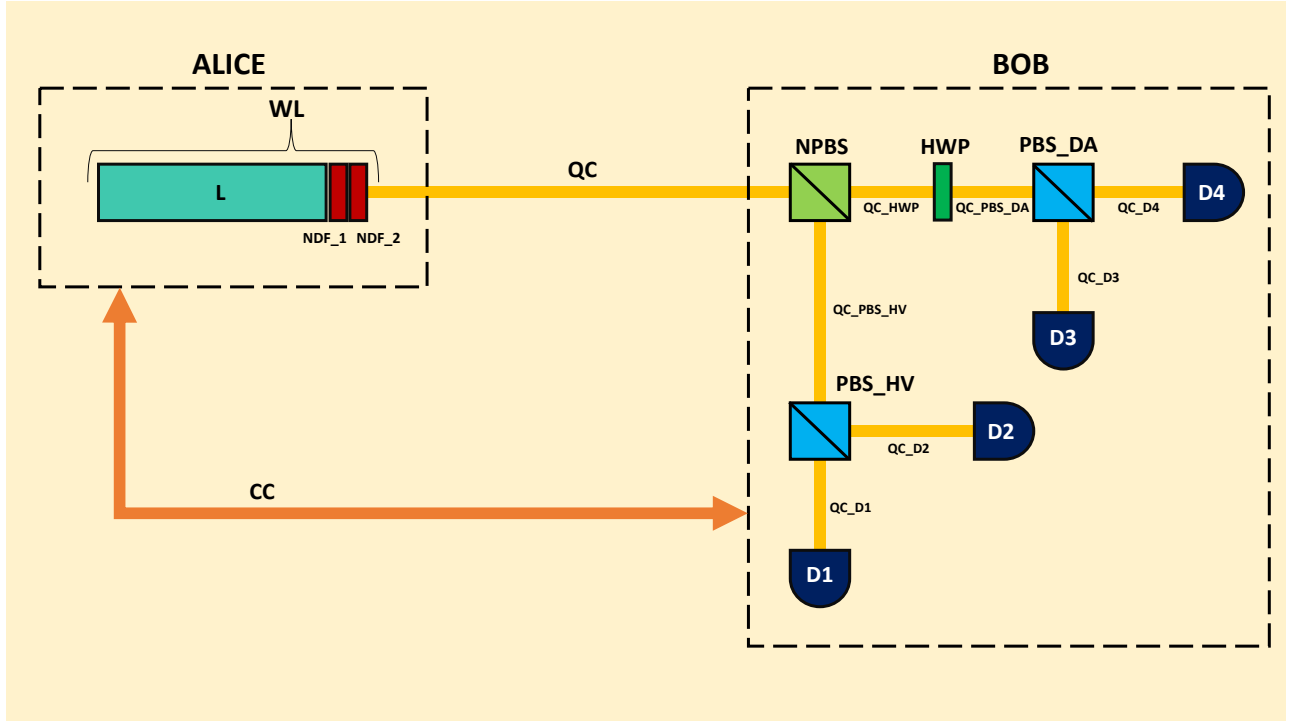 ALICE
BOB
WL
NPBS
HWP
PBS_DA
QC
L
D4
QC_HWP
QC_PBS_DA
QC_D4
NDF_1
NDF_2
QC_D3
QC_PBS_HV
D3
PBS_HV
D2
QC_D2
CC
QC_D1
D1